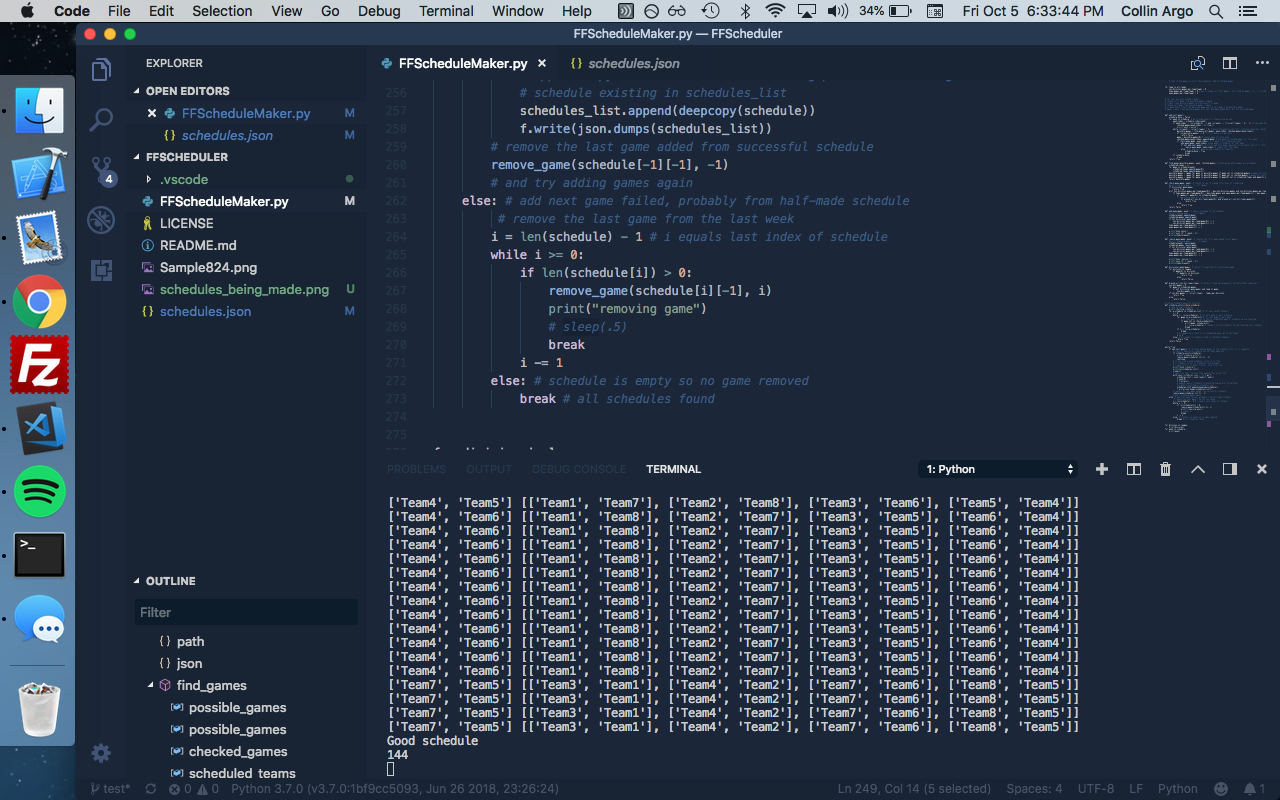 Code File Edit Selection View Go Debug Terminal Window Help 34% Fri Oct 5 6:33:44 PM Collin Argo
FFScheduleMaker.py — FFScheduler
EXPLORER
OPEN EDITORS
FFScheduleMaker.py M
{} schedules.json M
FFSCHEDULER
4
.vscode
FFScheduleMaker.py M
LICENSE
README.md
Sample824.png
schedules_being_made.png U
{} schedules.json M
OUTLINE
Filter
{} path
{} json
find_games
possible_games
possible_games
checked_games
scheduled_teams
FFScheduleMaker.py × {} schedules.json
256 # schedule existing in schedules_list
257 schedules_list.append(deepcopy(schedule))
258 f.write(json.dumps(schedules_list))
259 # remove the last game added from successful schedule
260 remove_game(schedule[-1][-1], -1)
261 # and try adding games again
262 else: # add next game failed, probably from half-made schedule
263 # remove the last game from the last week
264 i = len(schedule) - 1 # i equals last index of schedule
265 while i >= 0:
266 if len(schedule[i]) > 0:
267 remove_game(schedule[i][-1], i)
268 print("removing game")
269 # sleep(.5)
270 break
271 i -= 1
272 else: # schedule is empty so no game removed
273 break # all schedules found
274
275
PROBLEMS OUTPUT DEBUG CONSOLE TERMINAL 1: Python
['Team4', 'Team5'] [['Team1', 'Team7'], ['Team2', 'Team8'], ['Team3', 'Team6'], ['Team5', 'Team4']]
['Team4', 'Team6'] [['Team1', 'Team8'], ['Team2', 'Team7'], ['Team3', 'Team5'], ['Team6', 'Team4']]
['Team4', 'Team6'] [['Team1', 'Team8'], ['Team2', 'Team7'], ['Team3', 'Team5'], ['Team6', 'Team4']]
['Team4', 'Team6'] [['Team1', 'Team8'], ['Team2', 'Team7'], ['Team3', 'Team5'], ['Team6', 'Team4']]
['Team4', 'Team6'] [['Team1', 'Team8'], ['Team2', 'Team7'], ['Team3', 'Team5'], ['Team6', 'Team4']]
['Team4', 'Team6'] [['Team1', 'Team8'], ['Team2', 'Team7'], ['Team3', 'Team5'], ['Team6', 'Team4']]
['Team4', 'Team6'] [['Team1', 'Team8'], ['Team2', 'Team7'], ['Team3', 'Team5'], ['Team6', 'Team4']]
['Team4', 'Team6'] [['Team1', 'Team8'], ['Team2', 'Team7'], ['Team3', 'Team5'], ['Team6', 'Team4']]
['Team4', 'Team6'] [['Team1', 'Team8'], ['Team2', 'Team7'], ['Team3', 'Team5'], ['Team6', 'Team4']]
['Team4', 'Team6'] [['Team1', 'Team8'], ['Team2', 'Team7'], ['Team3', 'Team5'], ['Team6', 'Team4']]
['Team4', 'Team6'] [['Team1', 'Team8'], ['Team2', 'Team7'], ['Team3', 'Team5'], ['Team6', 'Team4']]
['Team4', 'Team6'] [['Team1', 'Team8'], ['Team2', 'Team7'], ['Team3', 'Team5'], ['Team6', 'Team4']]
['Team4', 'Team6'] [['Team1', 'Team8'], ['Team2', 'Team7'], ['Team3', 'Team5'], ['Team6', 'Team4']]
['Team7', 'Team5'] [['Team3', 'Team1'], ['Team4', 'Team2'], ['Team7', 'Team6'], ['Team8', 'Team5']]
['Team7', 'Team5'] [['Team3', 'Team1'], ['Team4', 'Team2'], ['Team7', 'Team6'], ['Team8', 'Team5']]
['Team7', 'Team5'] [['Team3', 'Team1'], ['Team4', 'Team2'], ['Team7', 'Team6'], ['Team8', 'Team5']]
['Team7', 'Team5'] [['Team3', 'Team1'], ['Team4', 'Team2'], ['Team7', 'Team6'], ['Team8', 'Team5']]
Good schedule
144
test* 0 0 Python 3.7.0 (v3.7.0:1bf9cc5093, Jun 26 2018, 23:26:24) Ln 249, Col 14 (5 selected) Spaces: 4 UTF-8 LF Python 1